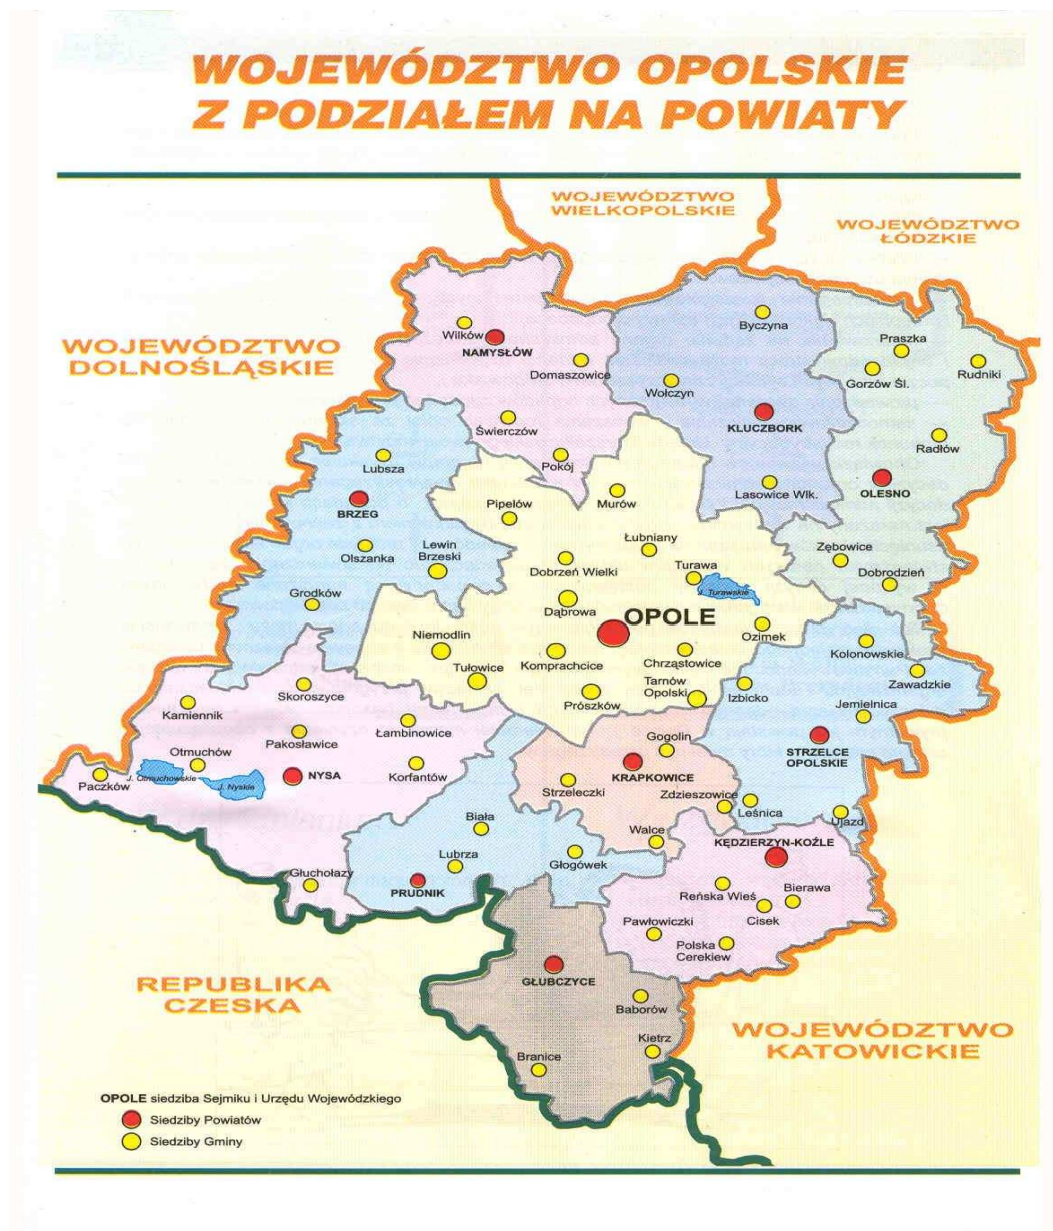 WOJEWÓDZTWO OPOLSKIE
Z PODZIAŁEM NA POWIATY
WOJEWÓDZTWO
WIELKOPOLSKIE
WOJEWÓDZTWO
ŁÓDZKIE
WOJEWÓDZTWO
DOLNOŚLĄSKIE
Wilków
NAMYSŁÓW
Domaszowice
Świerczów
Pokój
Byczyna
Wołczyn
KLUCZBORK
Lasowice Wlk.
Praszka
Gorzów Śl.
Rudniki
Radłów
OLESNO
Zębowice
Dobrodzień
Lubsza
BRZEG
Olszanka
Lewin
Brzeski
Grodków
Pipelów
Murów
Łubniany
Dobrzeń Wielki
Turawa
J. Turawskie
Dąbrowa
OPOLE
Ozimek
Niemodlin
Komprachcice
Chrząstowice
Tułowice
Tarnów
Opolski
Prószków
Kolonowskie
Zawadzkie
Izbicko
Jemielnica
STRZELCE
OPOLSKIE
Leśnica
Ujazd
Skoroszyce
Kamiennik
Łambinowice
Pakosławice
Otmuchów
J. Otmuchowskie
J. Nyskie
Paczków
NYSA
Korfantów
Głuchołazy
Gogolin
KRAPKOWICE
Strzeleczki
Zdzieszowice
Walce
Biała
Lubrza
Głogówek
PRUDNIK
KĘDZIERZYN-KOŹLE
Reńska Wieś
Bierawa
Cisek
Pawłowiczki
Polska
Cerekiew
GŁUBCZYCE
Baborów
Kietrz
Branice
REPUBLIKA
CZESKA
WOJEWÓDZTWO
KATOWICKIE
OPOLE siedziba Sejmiku i Urzędu Wojewódzkiego
Siedziby Powiatów
Siedziby Gminy